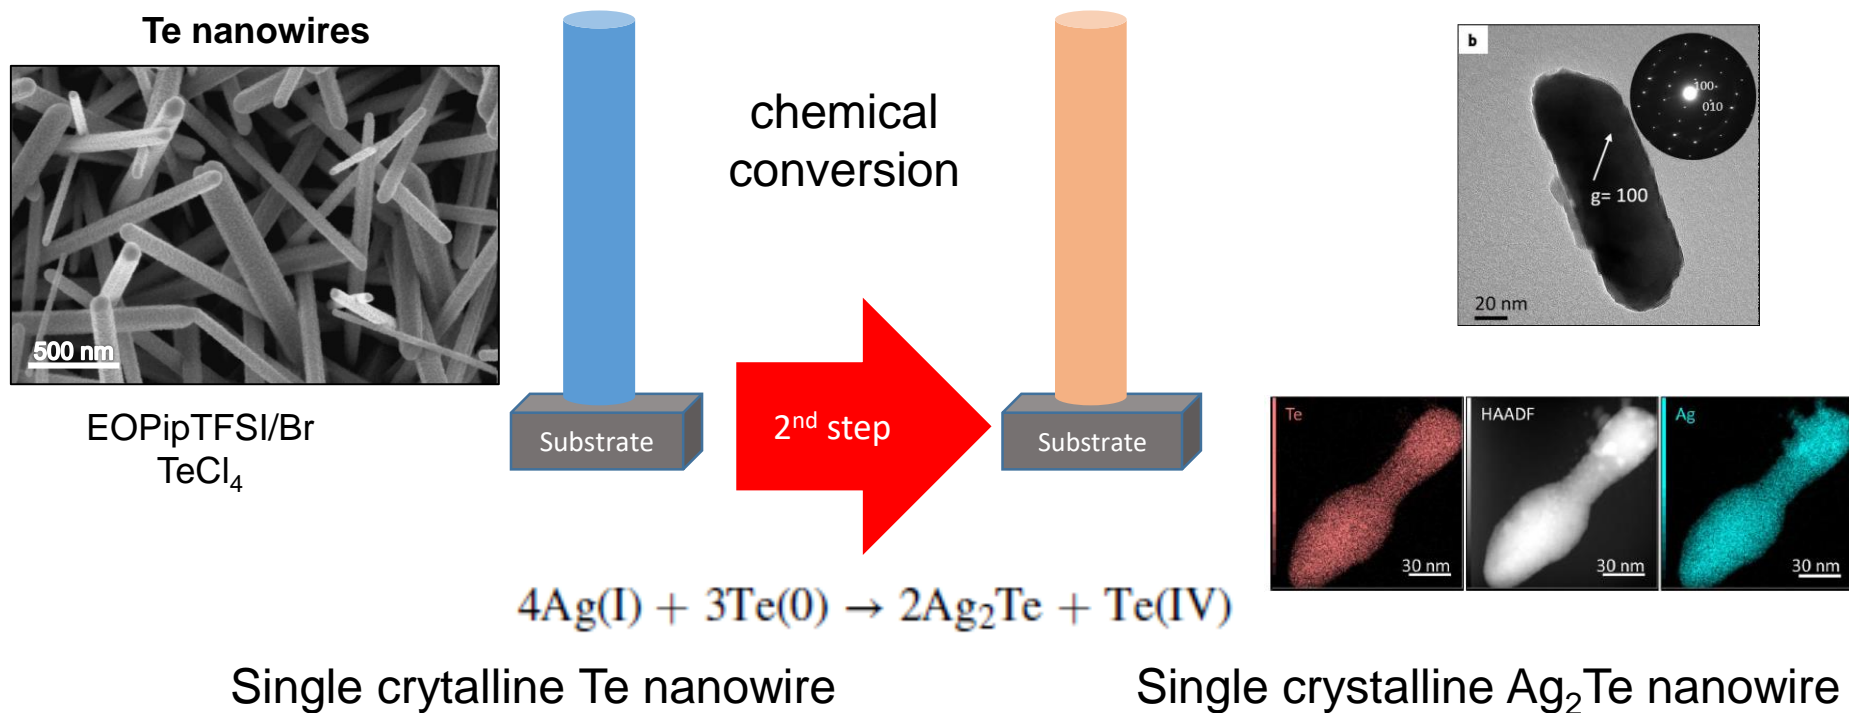 Te nanowires
500 nm
EOPipTFSI/Br
TeCl₄
Substrate
chemical
conversion
2nd step
Substrate
4Ag(I) + 3Te(0) → 2Ag₂Te + Te(IV)
Single crytalline Te nanowire
b
100
010
g= 100
20 nm
Te
30 nm
HAADF
30 nm
Ag
30 nm
Single crystalline Ag₂Te nanowire